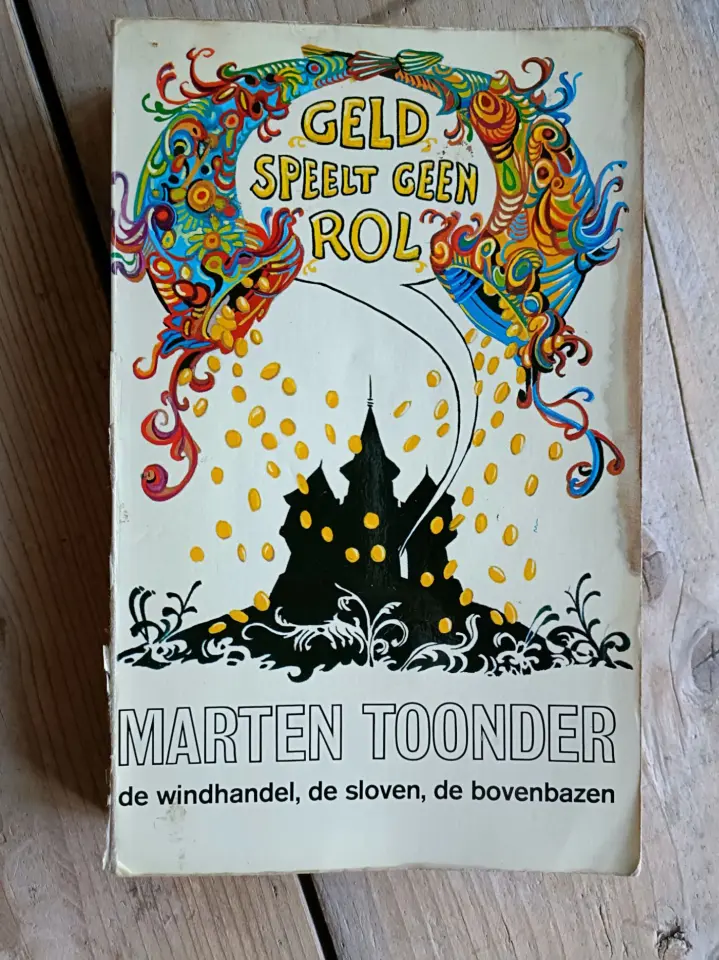 GELD
SPEELT GEEN
ROL
MARTEN TOONDER
de windhandel, de sloven, de bovenbazen